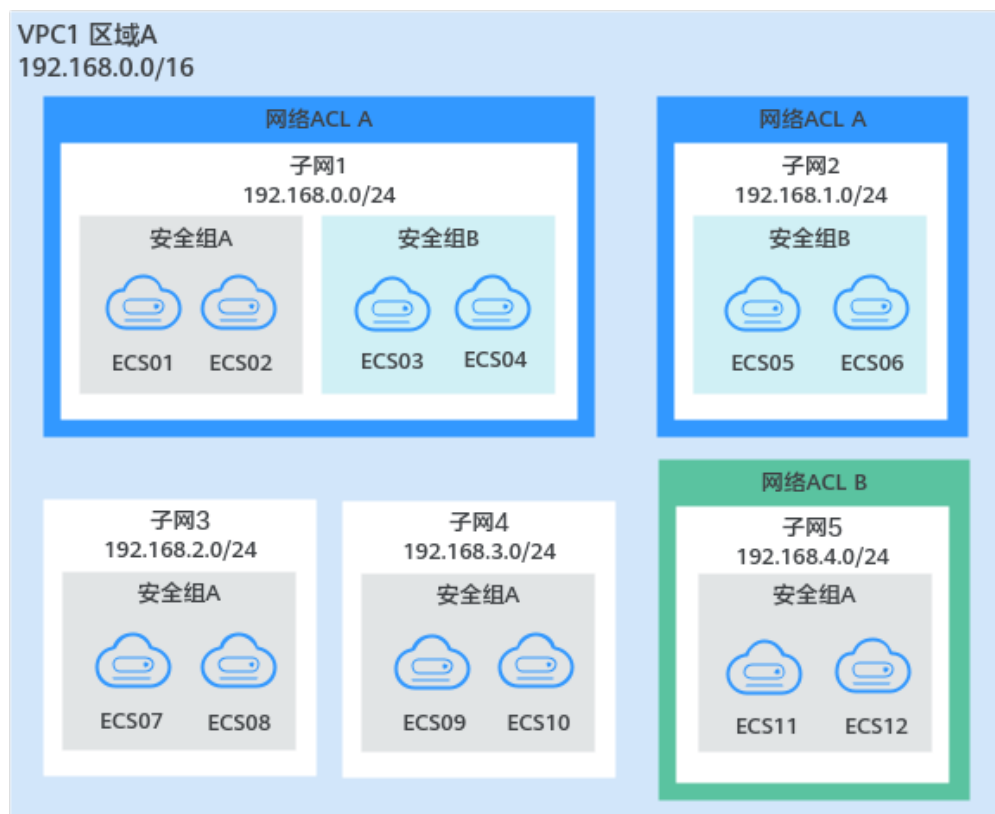 VPC1 区域A
192.168.0.0/16
网络ACL A
子网1
192.168.0.0/24
安全组A
ECS01
ECS02
安全组B
ECS03
ECS04
网络ACL A
子网2
192.168.1.0/24
安全组B
ECS05
ECS06
子网3
192.168.2.0/24
安全组A
ECS07
ECS08
子网4
192.168.3.0/24
安全组A
ECS09
ECS10
网络ACL B
子网5
192.168.4.0/24
安全组A
ECS11
ECS12